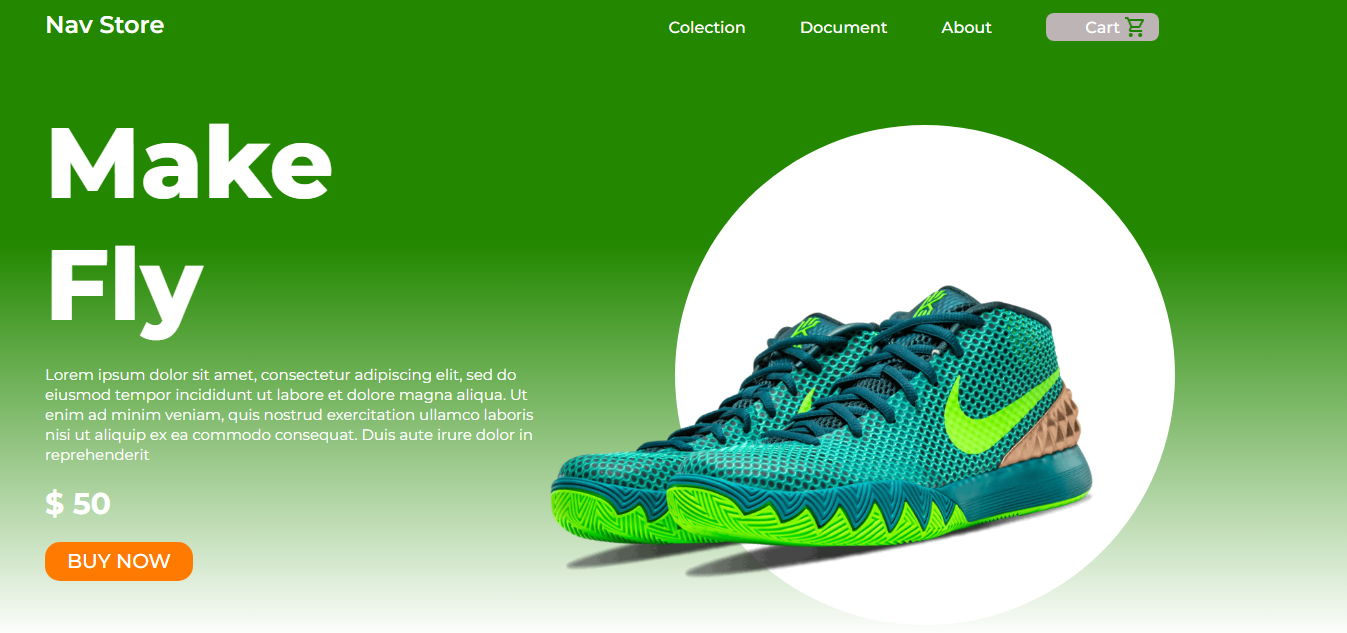 Nav Store
Colection
Document
About
Cart
Make
Fly
Lorem ipsum dolor sit amet, consectetur adipiscing elit, sed do
eiusmod tempor incididunt ut labore et dolore magna aliqua. Ut
enim ad minim veniam, quis nostrud exercitation ullamco laboris
nisi ut aliquip ex ea commodo consequat. Duis aute irure dolor in
reprehenderit
$ 50
BUY NOW